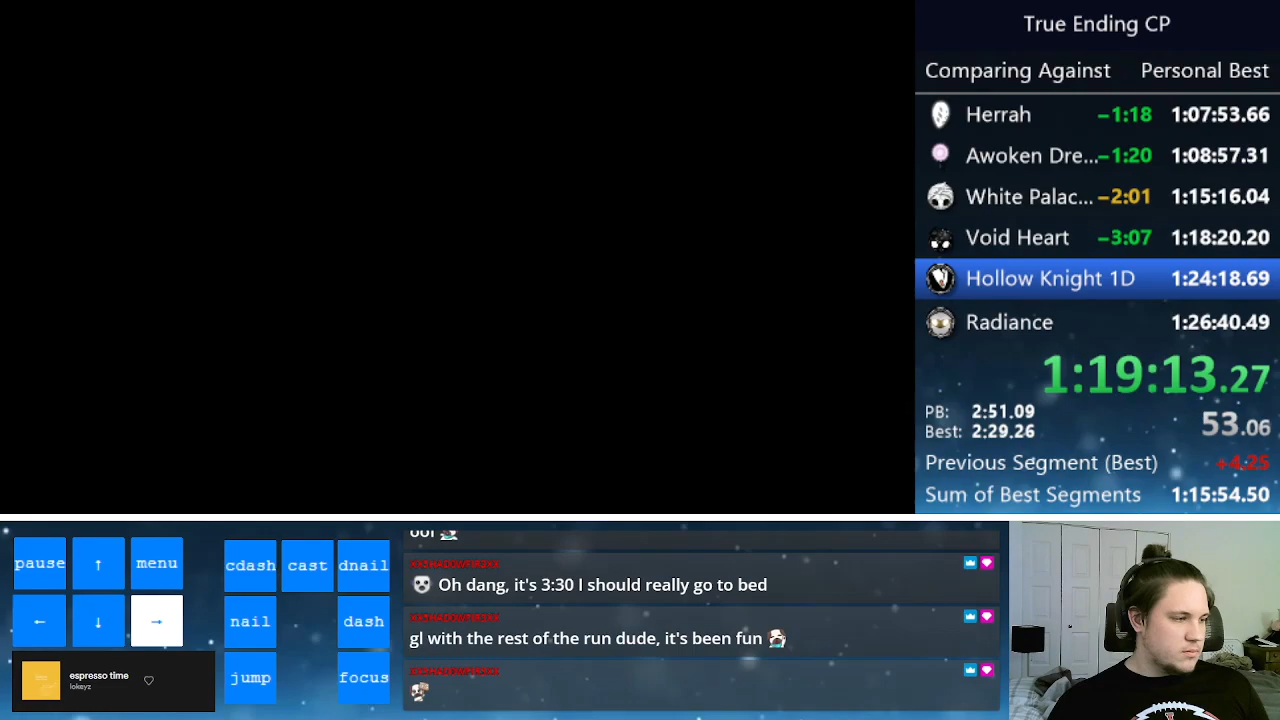 True Ending CP
Comparing Against Personal Best
Herrah −1:18 1:07:53.66
Awoken Dre... −1:20 1:08:57.31
White Palac... −2:01 1:15:16.04
Void Heart −3:07 1:18:20.20
Hollow Knight 1D 1:24:18.69
Radiance 1:26:40.49
1:19:13.27
PB: 2:51.09
Best: 2:29.26
53.06
Previous Segment (Best) +4.25
Sum of Best Segments 1:15:54.50
pause ↑ menu
← ↓ →
cdash cast dnail
nail dash
jump focus
espresso time
lokeyz
Oh dang, it's 3:30 I should really go to bed
gl with the rest of the run dude, it's been fun